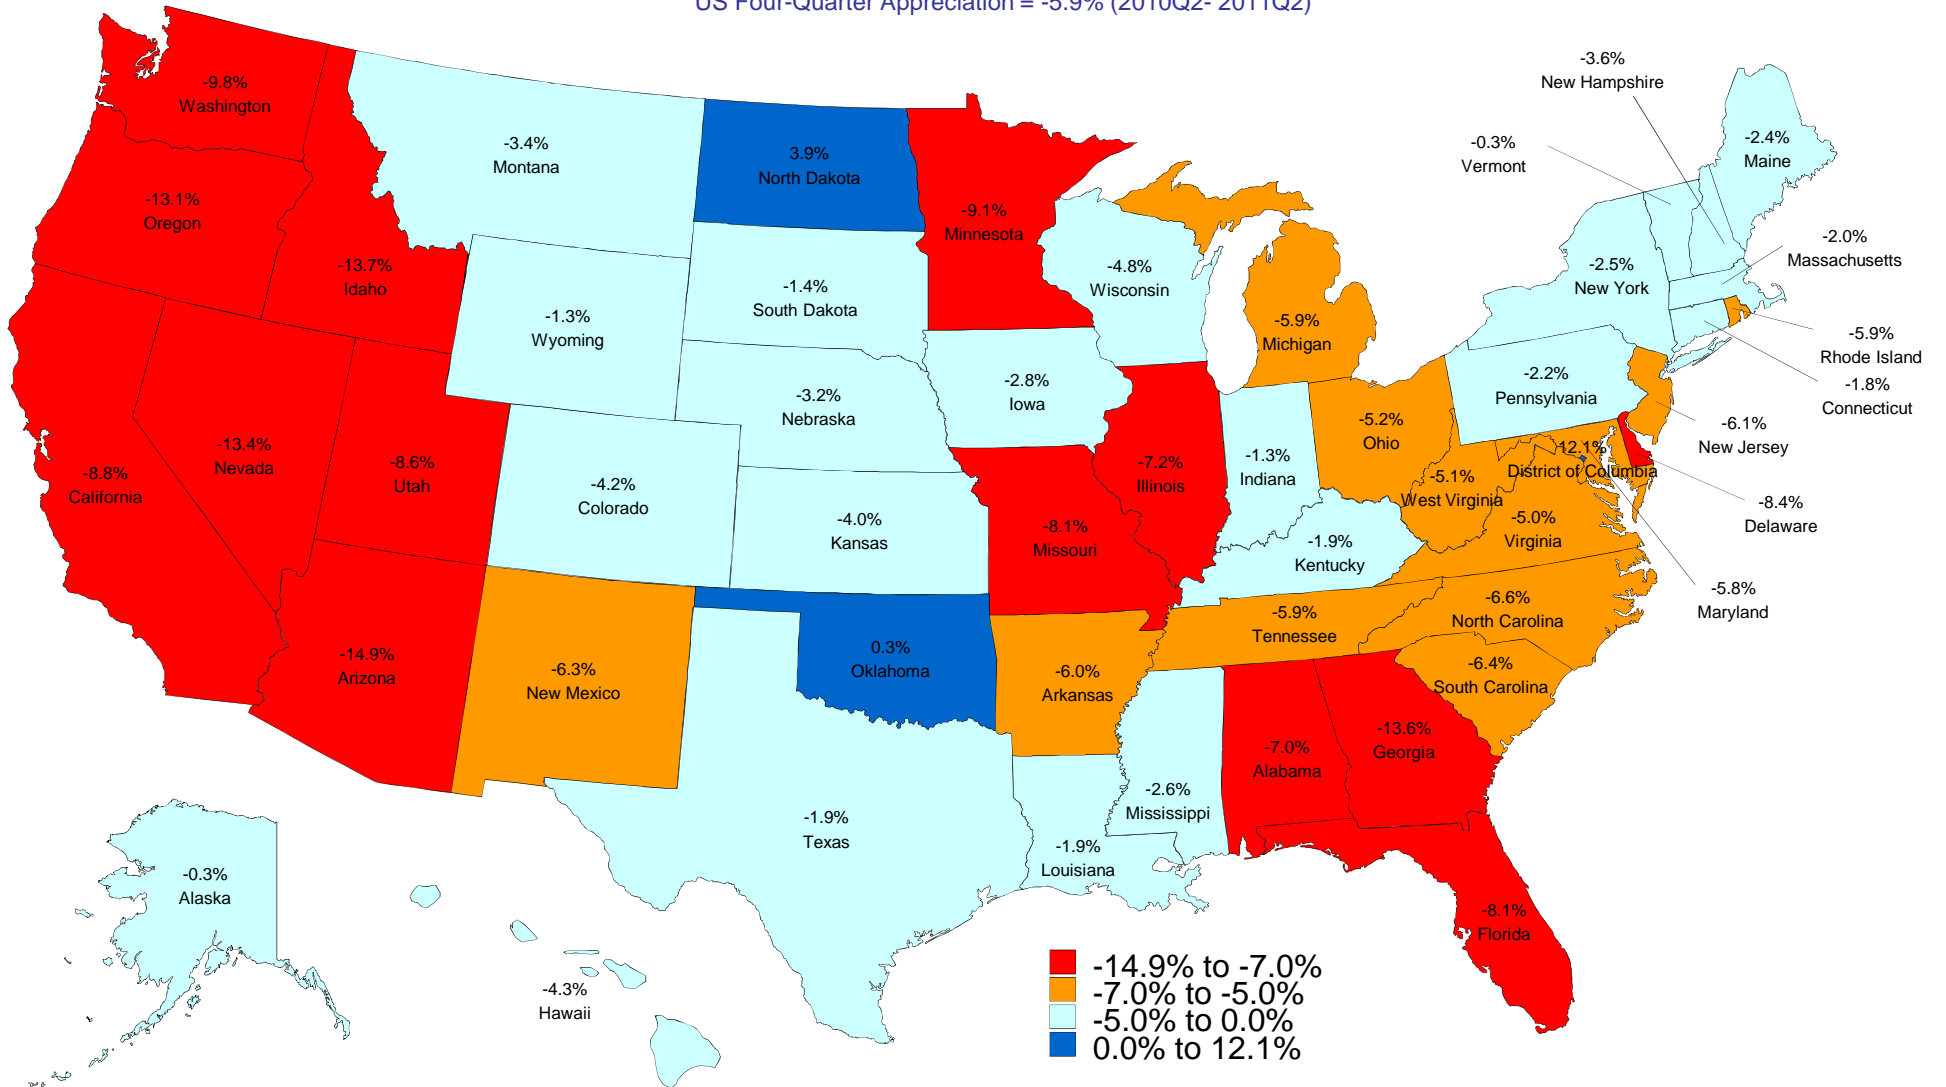 US Four-Quarter Appreciation = -5.9% (2010Q2- 2011Q2)
-9.8%
Washington
-3.4%
Montana
3.9%
North Dakota
-9.1%
Minnesota
-3.6%
New Hampshire
-0.3%
Vermont
-2.4%
Maine
-13.1%
Oregon
-13.7%
Idaho
-1.3%
Wyoming
-1.4%
South Dakota
-4.8%
Wisconsin
-5.9%
Michigan
-2.5%
New York
-2.0%
Massachusetts
-5.9%
Rhode Island
-1.8%
Connecticut
-8.8%
California
-13.4%
Nevada
-8.6%
Utah
-4.2%
Colorado
-3.2%
Nebraska
-2.8%
Iowa
-7.2%
Illinois
-1.3%
Indiana
-5.2%
Ohio
-2.2%
Pennsylvania
-6.1%
New Jersey
12.1%
District of Columbia
-8.4%
Delaware
-5.8%
Maryland
-4.0%
Kansas
-8.1%
Missouri
-1.9%
Kentucky
-5.1%
West Virginia
-5.0%
Virginia
-14.9%
Arizona
-6.3%
New Mexico
0.3%
Oklahoma
-6.0%
Arkansas
-5.9%
Tennessee
-6.6%
North Carolina
-6.4%
South Carolina
-1.9%
Texas
-1.9%
Louisiana
-2.6%
Mississippi
-7.0%
Alabama
-13.6%
Georgia
-8.1%
Florida
-0.3%
Alaska
-4.3%
Hawaii
-14.9% to -7.0%
-7.0% to -5.0%
-5.0% to 0.0%
0.0% to 12.1%